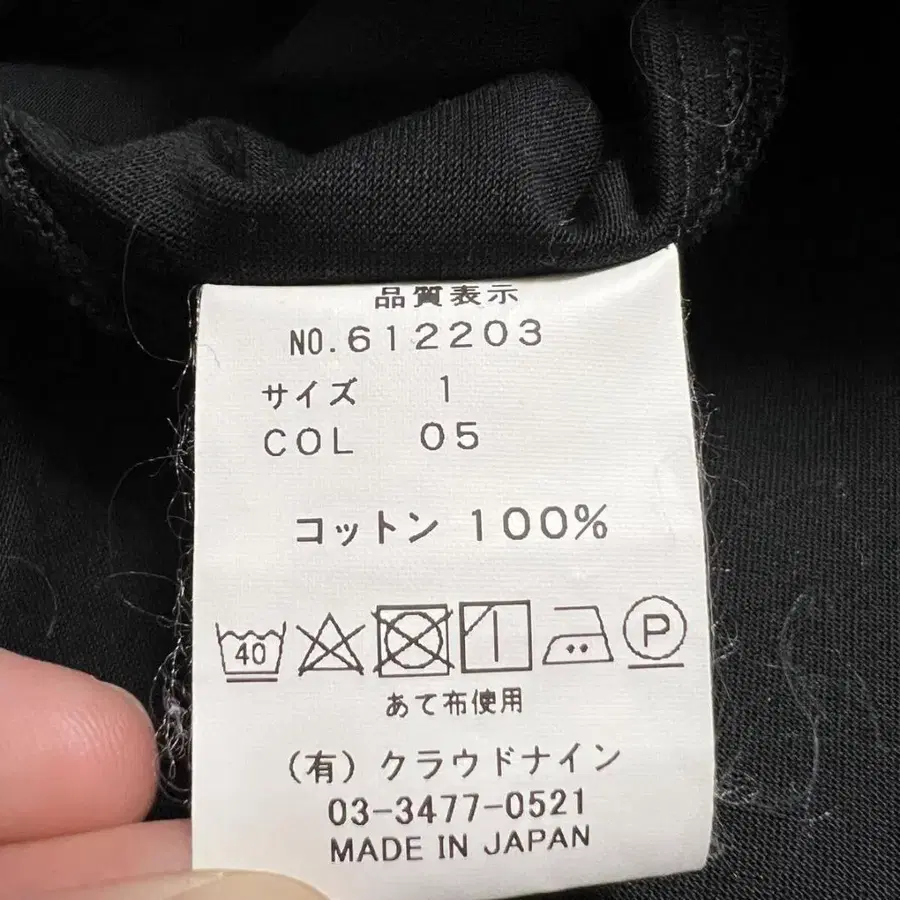 品質表示
NO.612203
サイズ 1
COL 05
コットン 100%
40 P
あて布使用
(有) クラウドナイン
03-3477-0521
MADE IN JAPAN